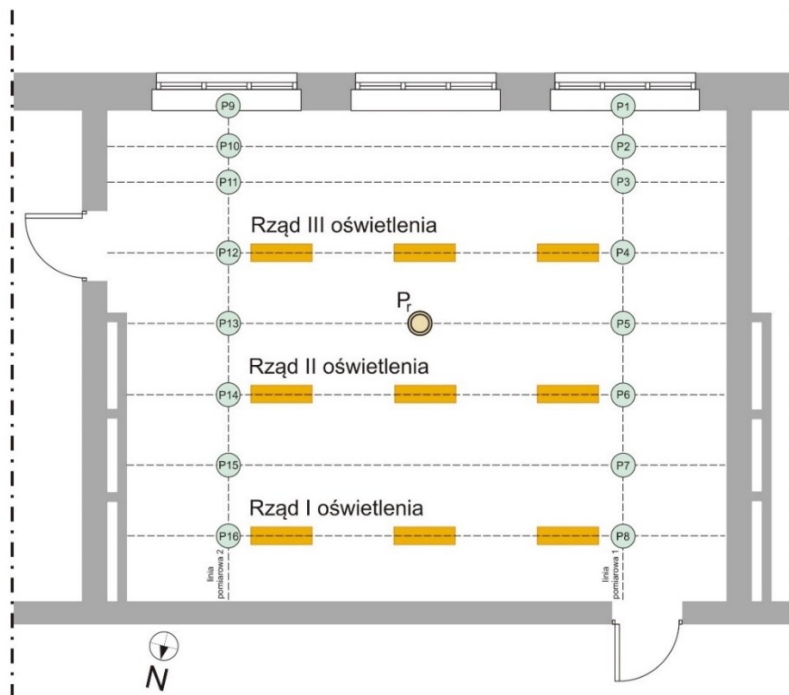 P9
P1
P10
P2
P11
P3
Rząd III oświetlenia
P12
P4
Pr
P13
P5
Rząd II oświetlenia
P14
P6
P15
P7
Rząd I oświetlenia
P16
P8
linia
pomiarowa 2
linia
pomiarowa 1
N